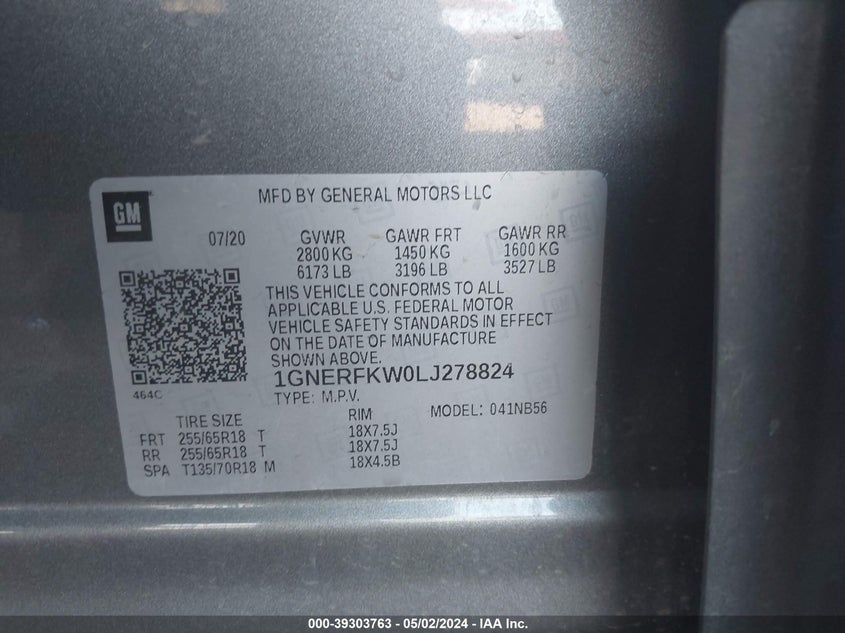 MFD BY GENERAL MOTORS LLC
GM
07/20 GVWR GAWR FRT GAWR RR
2800 KG 1450 KG 1600 KG
6173 LB 3196 LB 3527 LB
THIS VEHICLE CONFORMS TO ALL
APPLICABLE U.S. FEDERAL MOTOR
VEHICLE SAFETY STANDARDS IN EFFECT
ON THE DATE OF MANUFACTURE
SHOWN ABOVE.
1GNERFKW0LJ278824
464C
TYPE: M.P.V. MODEL: 041NB56
TIRE SIZE RIM
FRT 255/65R18 T 18X7.5J
RR 255/65R18 T 18X7.5J
SPA T135/70R18 M 18X4.5B
000-39303763 - 05/02/2024 - IAA Inc.